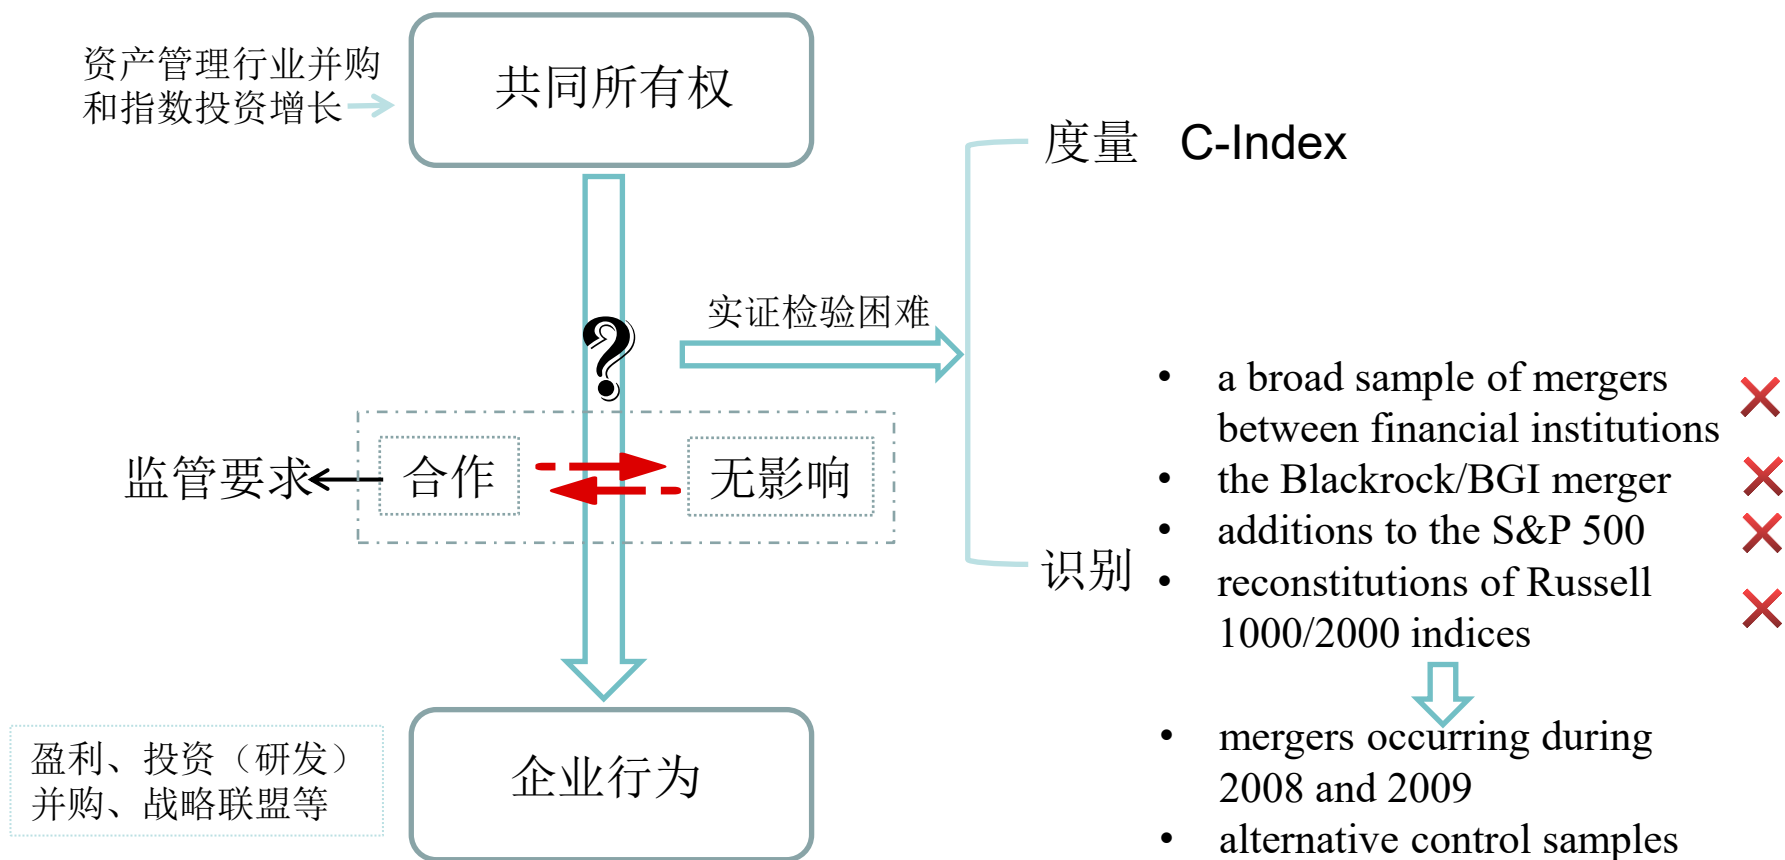 资产管理行业并购
和指数投资增长
共同所有权
度量 C-Index
实证检验困难
?
监管要求
合作
无影响
识别
• a broad sample of mergers
between financial institutions
• the Blackrock/BGI merger
• additions to the S&P 500
• reconstitutions of Russell
1000/2000 indices
• mergers occurring during
2008 and 2009
• alternative control samples
盈利、投资（研发）
并购、战略联盟等
企业行为